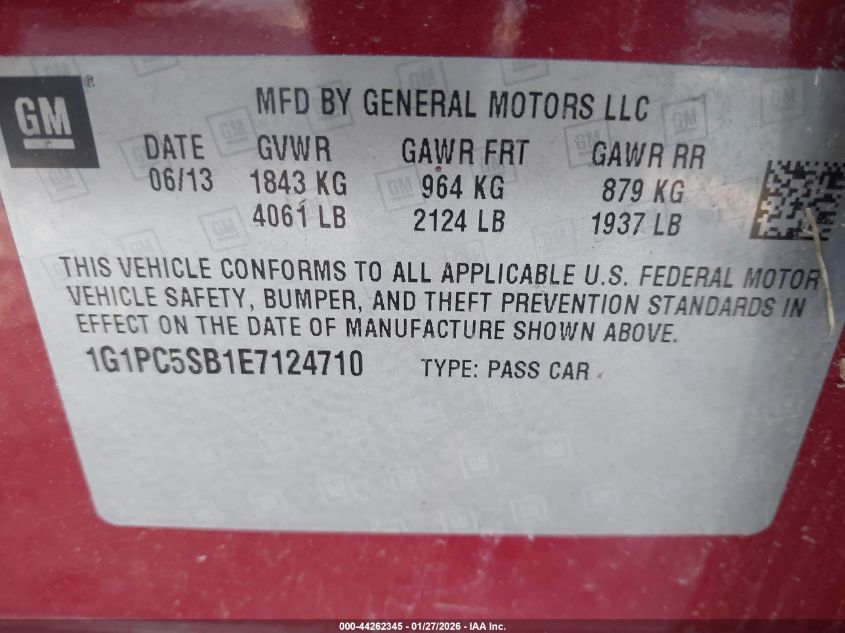 GM®
MFD BY GENERAL MOTORS LLC
DATE GVWR GAWR FRT GAWR RR
06/13 1843 KG 964 KG 879 KG
4061 LB 2124 LB 1937 LB
THIS VEHICLE CONFORMS TO ALL APPLICABLE U.S. FEDERAL MOTOR
VEHICLE SAFETY, BUMPER, AND THEFT PREVENTION STANDARDS IN
EFFECT ON THE DATE OF MANUFACTURE SHOWN ABOVE.
1G1PC5SB1E7124710 TYPE: PASS CAR
000-44262345 | 01/27/2026 - IAA Inc.